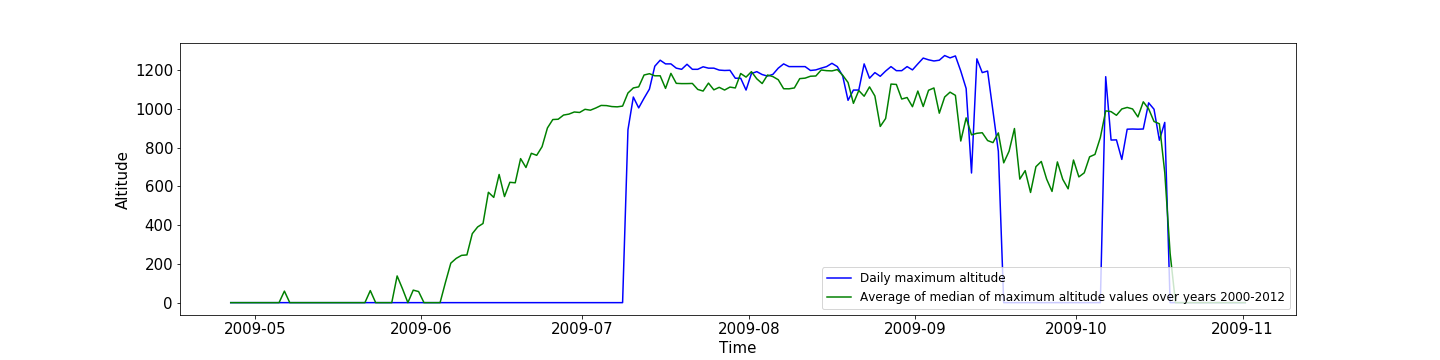 1200
1000
800
600
400
200
0
Altitude
Daily maximum altitude
Average of median of maximum altitude values over years 2000-2012
2009-05 2009-06 2009-07 2009-08 2009-09 2009-10 2009-11
Time